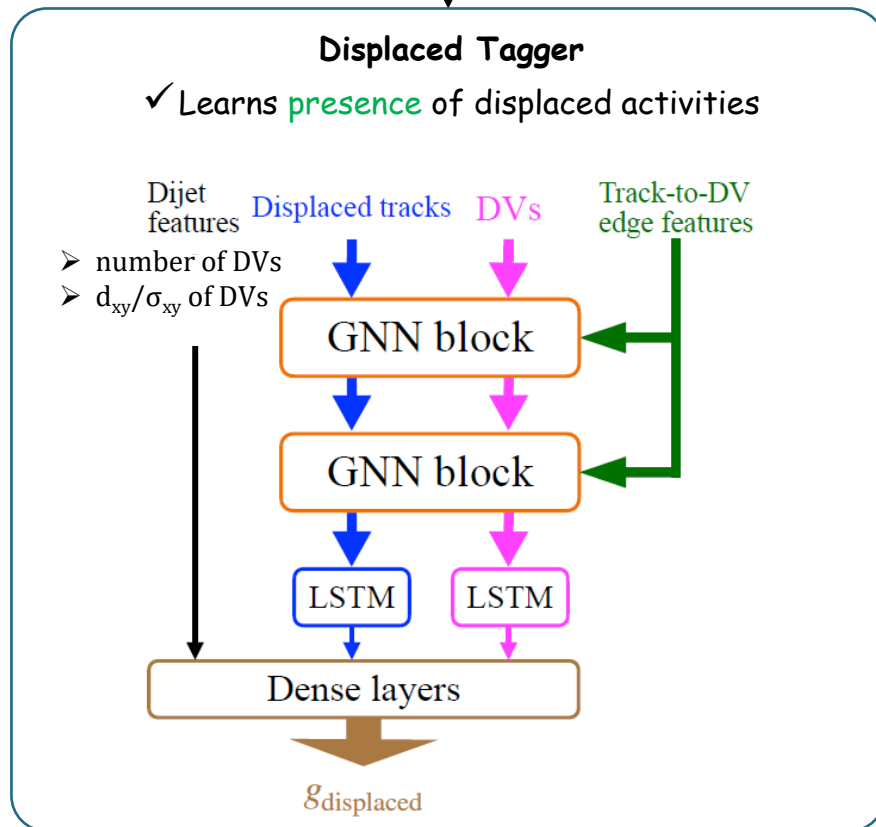 Displaced Tagger
✓ Learns presence of displaced activities
Dijet
features
Displaced tracks
DVs
Track-to-DV
edge features
➢ number of DVs
➢ dxy/σxy of DVs
GNN block
GNN block
LSTM
LSTM
Dense layers
gdisplaced